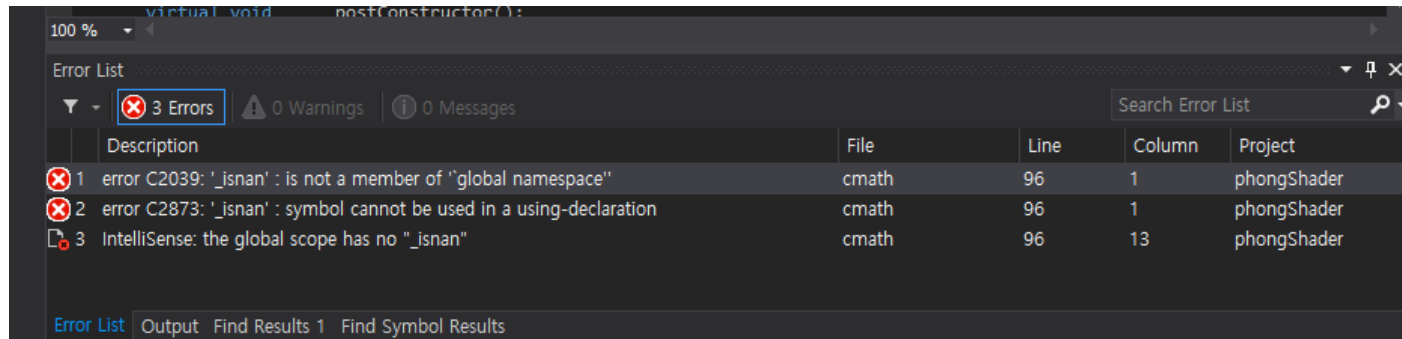 virtual void postConstructor();
100 %
Error List
3 Errors 0 Warnings 0 Messages Search Error List
Description File Line Column Project
1 error C2039: '_isnan' : is not a member of '`global namespace'' cmath 96 1 phongShader
2 error C2873: '_isnan' : symbol cannot be used in a using-declaration cmath 96 1 phongShader
3 IntelliSense: the global scope has no "_isnan" cmath 96 13 phongShader
Error List Output Find Results 1 Find Symbol Results